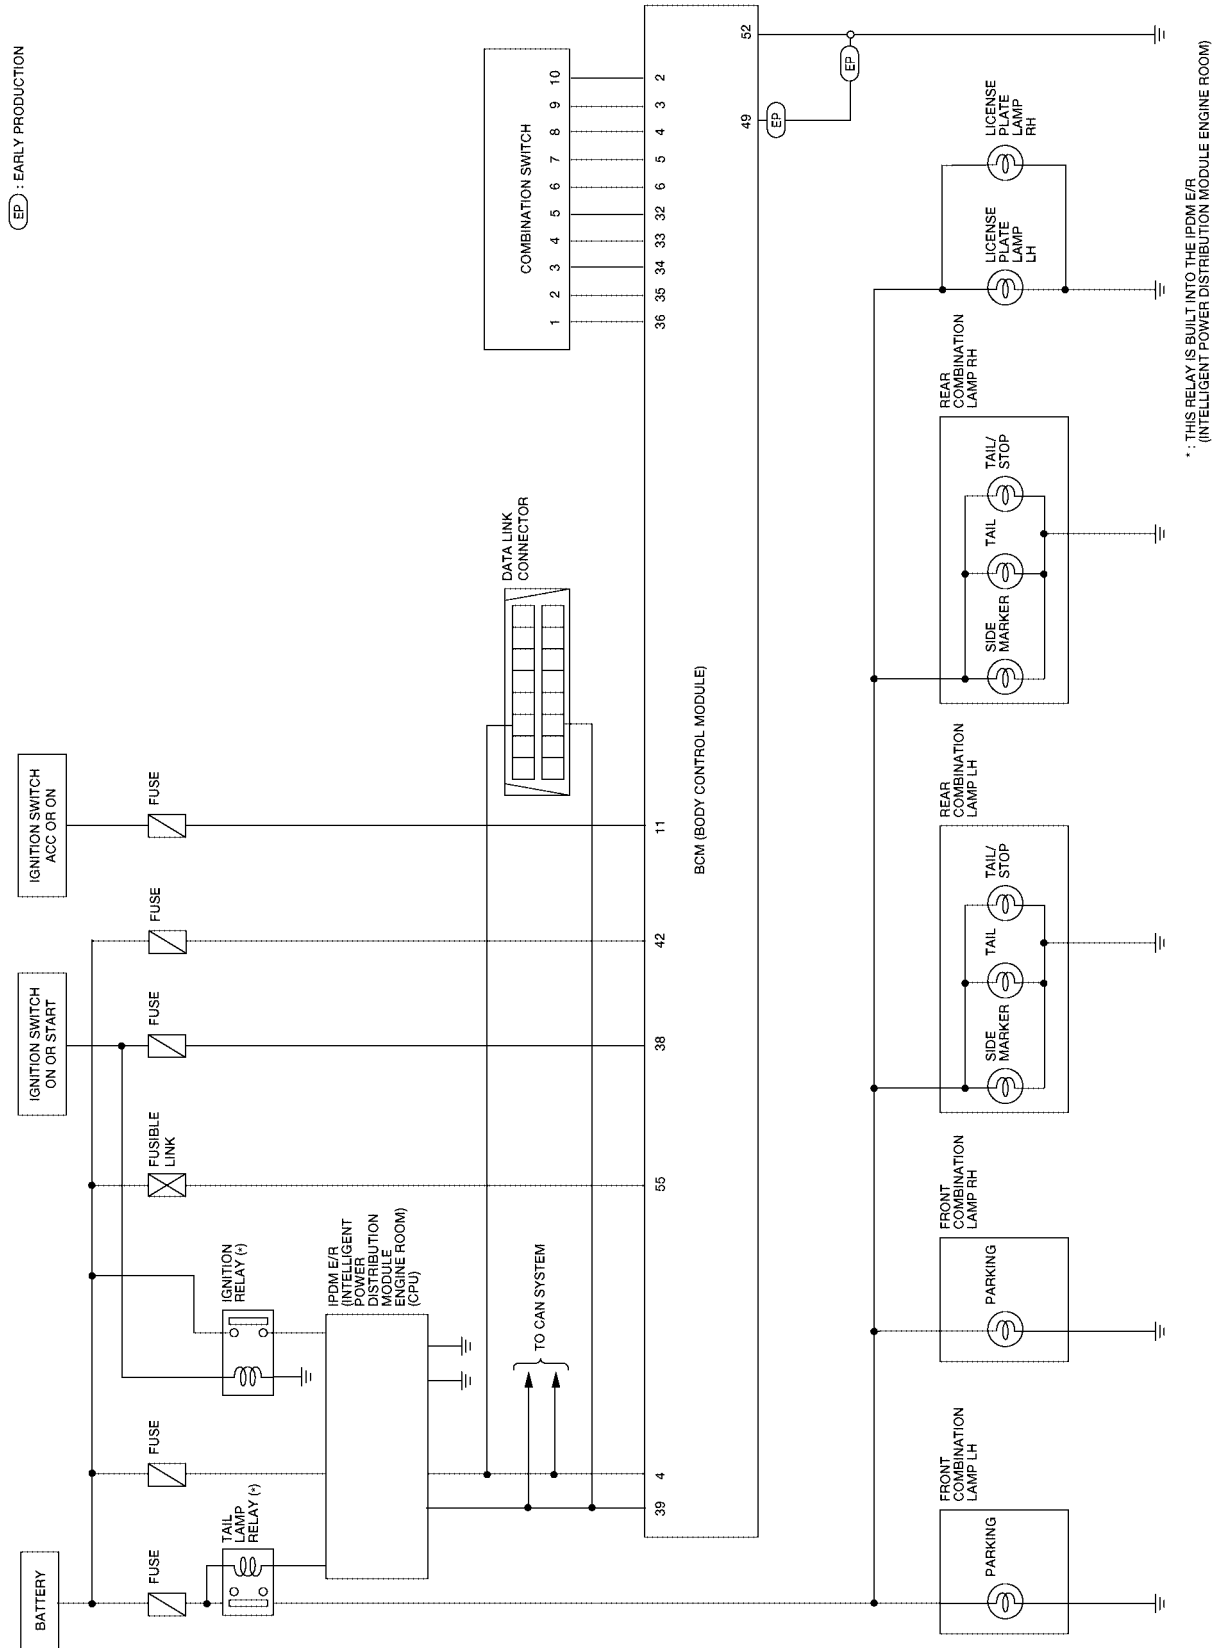 BATTERY
IGNITION SWITCH
ON OR START
IGNITION SWITCH
ACC OR ON
EP : EARLY PRODUCTION
FUSE
FUSE
FUSIBLE
LINK
FUSE
FUSE
FUSE
TAIL
LAMP
RELAY (*)
IGNITION
RELAY (*)
IPDM E/R
(INTELLIGENT
POWER
DISTRIBUTION
MODULE
ENGINE ROOM)
(CPU)
TO CAN SYSTEM
DATA LINK
CONNECTOR
COMBINATION SWITCH
1 2 3 4 5 6 7 8 9 10
39 4 55 38 42 11 36 35 34 33 32 6 5 4 3 2 49 52
BCM (BODY CONTROL MODULE)
EP
EP
FRONT
COMBINATION
LAMP LH
PARKING
FRONT
COMBINATION
LAMP RH
PARKING
REAR
COMBINATION
LAMP LH
SIDE
MARKER
TAIL
TAIL/
STOP
REAR
COMBINATION
LAMP RH
SIDE
MARKER
TAIL
TAIL/
STOP
LICENSE
PLATE
LAMP
LH
LICENSE
PLATE
LAMP
RH
* : THIS RELAY IS BUILT INTO THE IPDM E/R
(INTELLIGENT POWER DISTRIBUTION MODULE ENGINE ROOM)